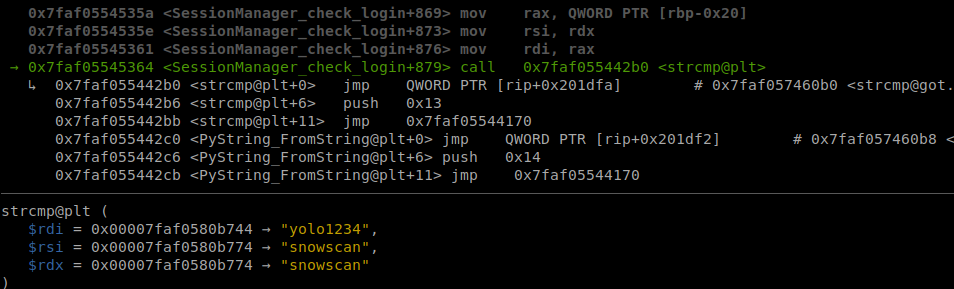 0x7faf0554535a <SessionManager_check_login+869> mov    rax, QWORD PTR [rbp-0x20]
0x7faf0554535e <SessionManager_check_login+873> mov    rsi, rdx
0x7faf05545361 <SessionManager_check_login+876> mov    rdi, rax
→ 0x7faf05545364 <SessionManager_check_login+879> call   0x7faf055442b0 <strcmp@plt>
↳  0x7faf055442b0 <strcmp@plt+0>   jmp    QWORD PTR [rip+0x201dfa]        # 0x7faf057460b0 <strcmp@got.
0x7faf055442b6 <strcmp@plt+6>   push   0x13
0x7faf055442bb <strcmp@plt+11>  jmp    0x7faf05544170
0x7faf055442c0 <PyString_FromString@plt+0> jmp    QWORD PTR [rip+0x201df2]        # 0x7faf057460b8 <
0x7faf055442c6 <PyString_FromString@plt+6> push   0x14
0x7faf055442cb <PyString_FromString@plt+11> jmp    0x7faf05544170
strcmp@plt (
$rdi = 0x00007faf0580b744 → "yolo1234",
$rsi = 0x00007faf0580b774 → "snowscan",
$rdx = 0x00007faf0580b774 → "snowscan"
)